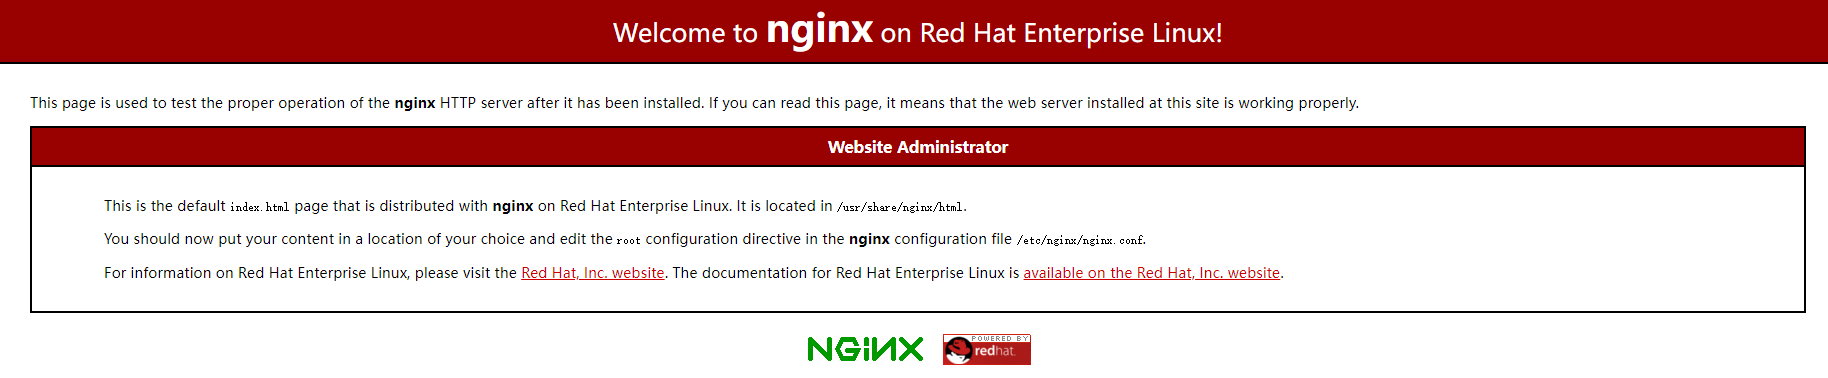 Welcome to nginx on Red Hat Enterprise Linux!
This page is used to test the proper operation of the nginx HTTP server after it has been installed. If you can read this page, it means that the web server installed at this site is working properly.
Website Administrator
This is the default index.html page that is distributed with nginx on Red Hat Enterprise Linux. It is located in /usr/share/nginx/html.
You should now put your content in a location of your choice and edit the root configuration directive in the nginx configuration file /etc/nginx/nginx.conf.
For information on Red Hat Enterprise Linux, please visit the Red Hat, Inc. website. The documentation for Red Hat Enterprise Linux is available on the Red Hat, Inc. website.
NGiNX
POWERED BY
redhat.